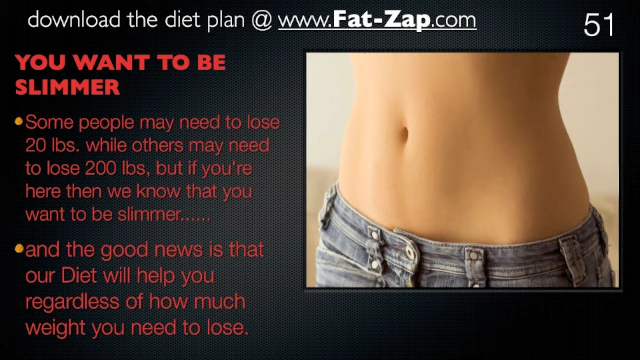 download the diet plan @ www.Fat-Zap.com
51
YOU WANT TO BE
SLIMMER
•Some people may need to lose
20 lbs. while others may need
to lose 200 lbs, but if you're
here then we know that you
want to be slimmer......
•and the good news is that
our Diet will help you
regardless of how much
weight you need to lose.